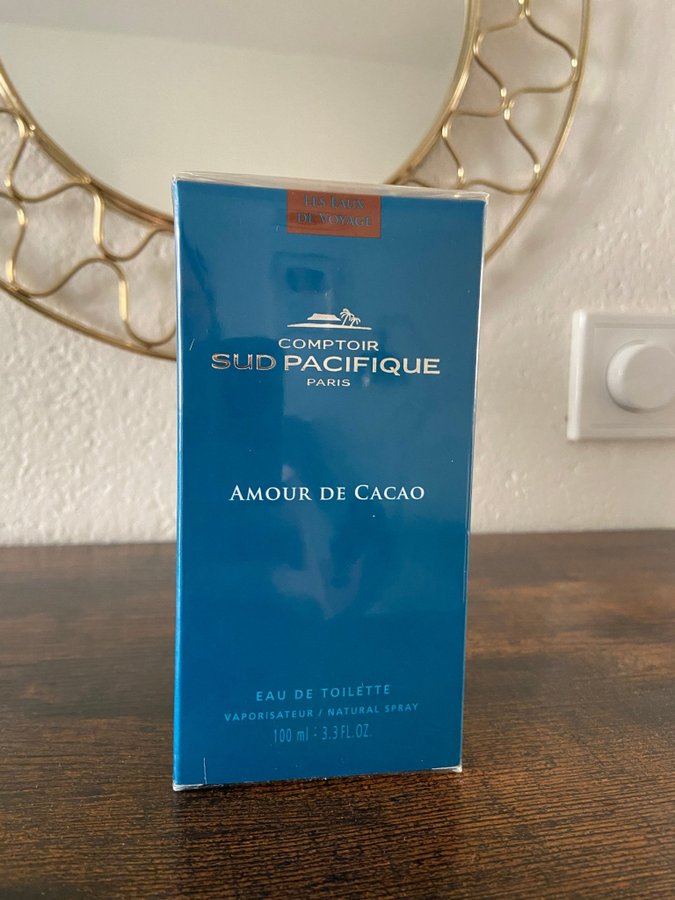 Les Eaux
de Voyage
COMPTOIR
SUD PACIFIQUE
PARIS
Amour de Cacao
EAU DE TOILETTE
VAPORISATEUR / NATURAL SPRAY
100 ml - 3.3 FL.OZ.